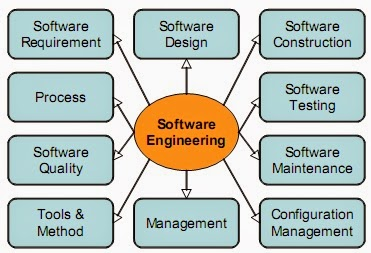 Software
Requirement
Software
Design
Software
Construction
Process
Software
Engineering
Software
Testing
Software
Quality
Software
Maintenance
Tools &
Method
Management
Configuration
Management